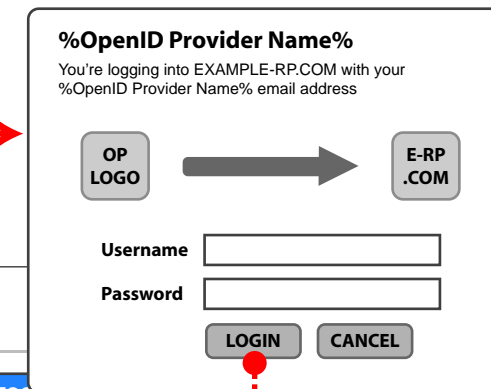 %OpenID Provider Name%
You're logging into EXAMPLE-RP.COM with your
%OpenID Provider Name% email address
OP
LOGO
E-RP
.COM
Username
Password
LOGIN
CANCEL